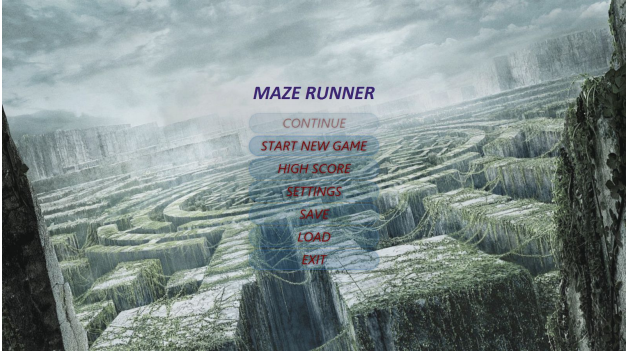 MAZE RUNNER
CONTINUE
START NEW GAME
HIGH SCORE
SETTINGS
SAVE
LOAD
EXIT